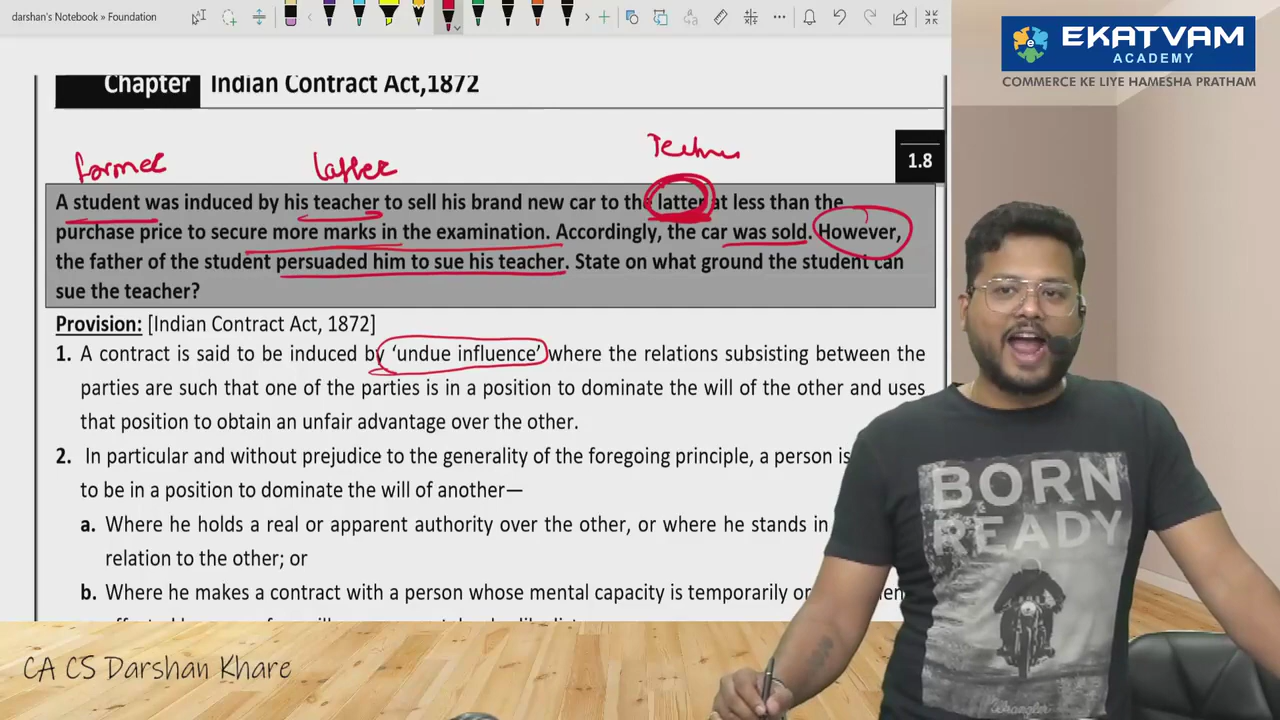 darshan's Notebook » Foundation
EKATVAM
ACADEMY
COMMERCE KE LIYE HAMESHA PRATHAM
Chapter Indian Contract Act,1872
1.8
former latter
A student was induced by his teacher to sell his brand new car to the latter at less than the
purchase price to secure more marks in the examination. Accordingly, the car was sold. However,
the father of the student persuaded him to sue his teacher. State on what ground the student can
sue the teacher?
Provision: [Indian Contract Act, 1872]
1. A contract is said to be induced by ‘undue influence’ where the relations subsisting between the
parties are such that one of the parties is in a position to dominate the will of the other and uses
that position to obtain an unfair advantage over the other.
2. In particular and without prejudice to the generality of the foregoing principle, a person is
to be in a position to dominate the will of another—
a. Where he holds a real or apparent authority over the other, or where he stands in
relation to the other; or
b. Where he makes a contract with a person whose mental capacity is temporarily or
BORN
READY
Wrangler
CA CS Darshan Khare